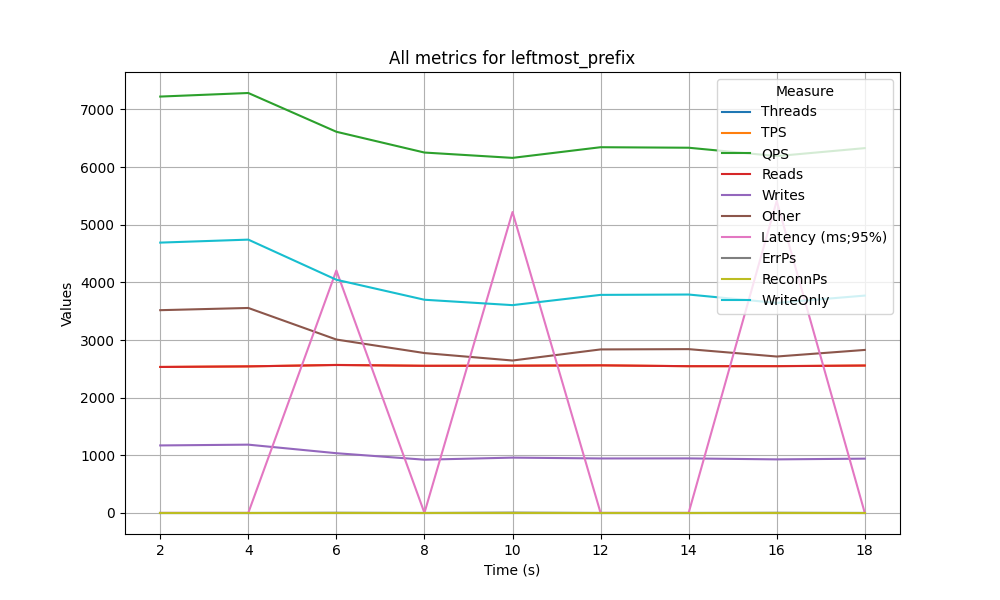 All metrics for leftmost_prefix
Measure
Threads
TPS
QPS
Reads
Writes
Other
Latency (ms;95%)
ErrPs
ReconnPs
WriteOnly
Values
7000
6000
5000
4000
3000
2000
1000
0
2 4 6 8 10 12 14 16 18
Time (s)